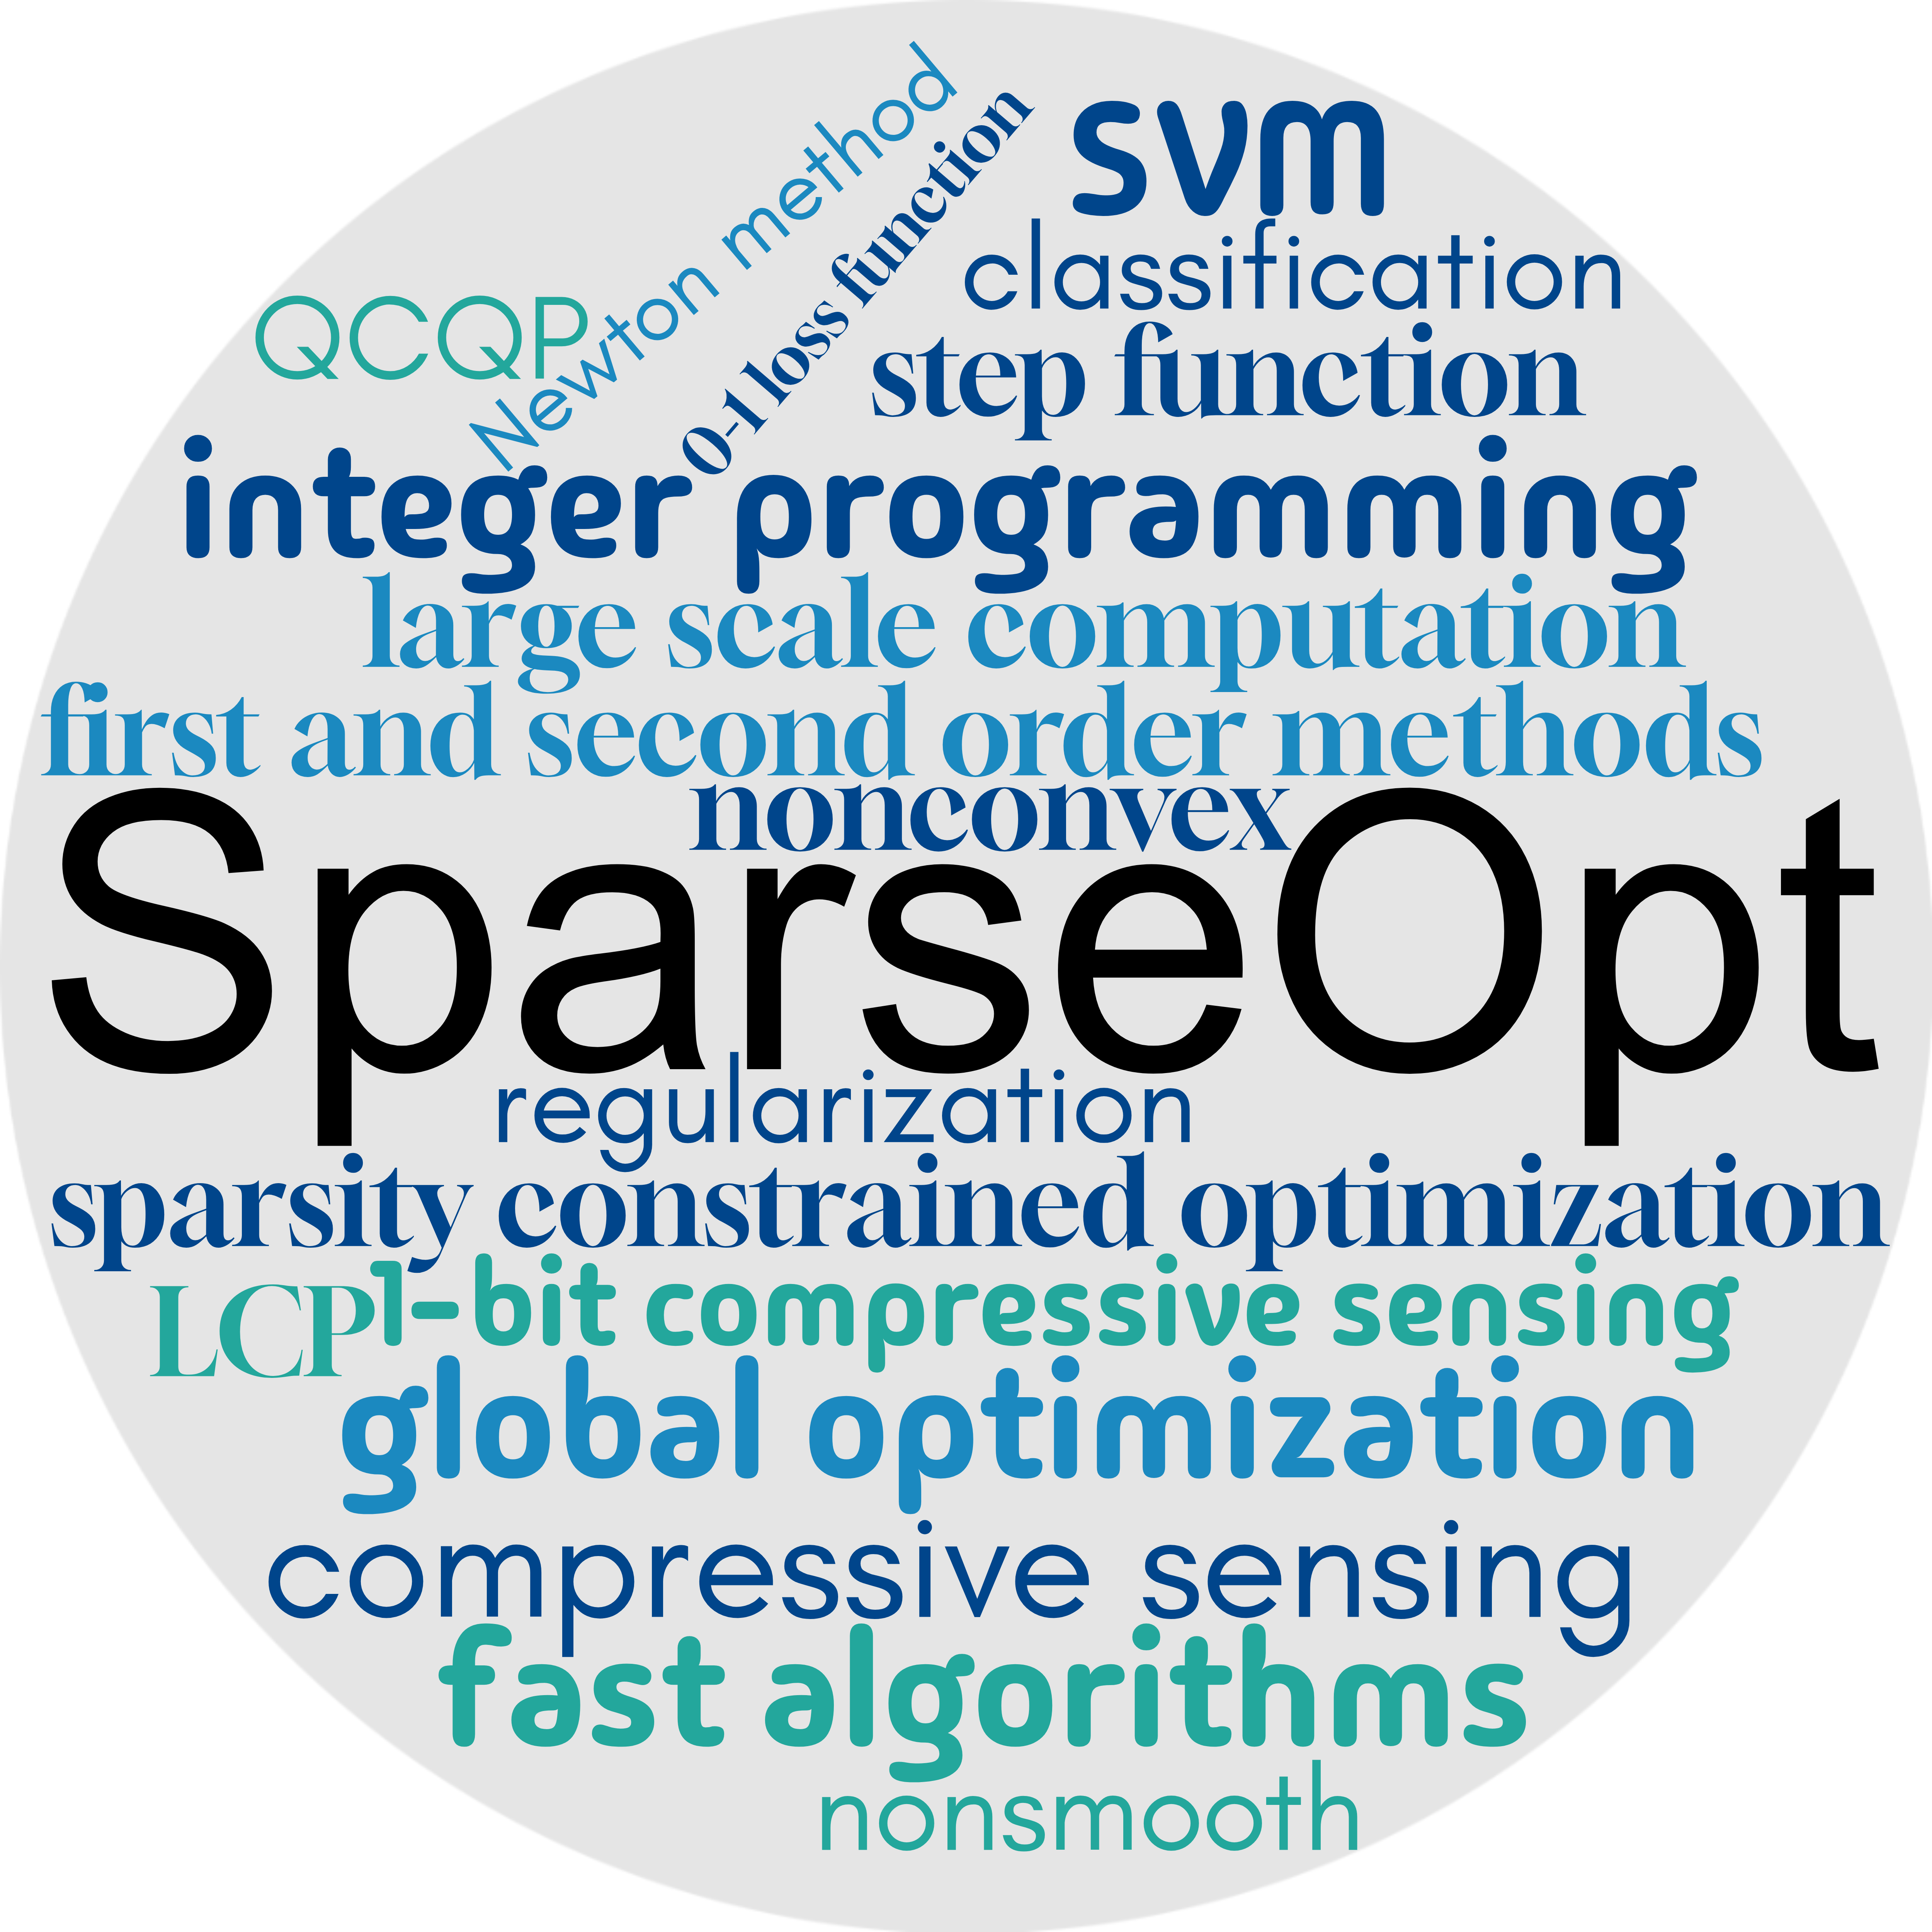 Newton method
0-1 loss function
svm
classification
QCQP
step function
integer programming
large scale computation
first and second order methods
nonconvex
SparseOpt
regularization
sparsity constrained optimization
LCP
1-bit compressive sensing
global optimization
compressive sensing
fast algorithms
nonsmooth